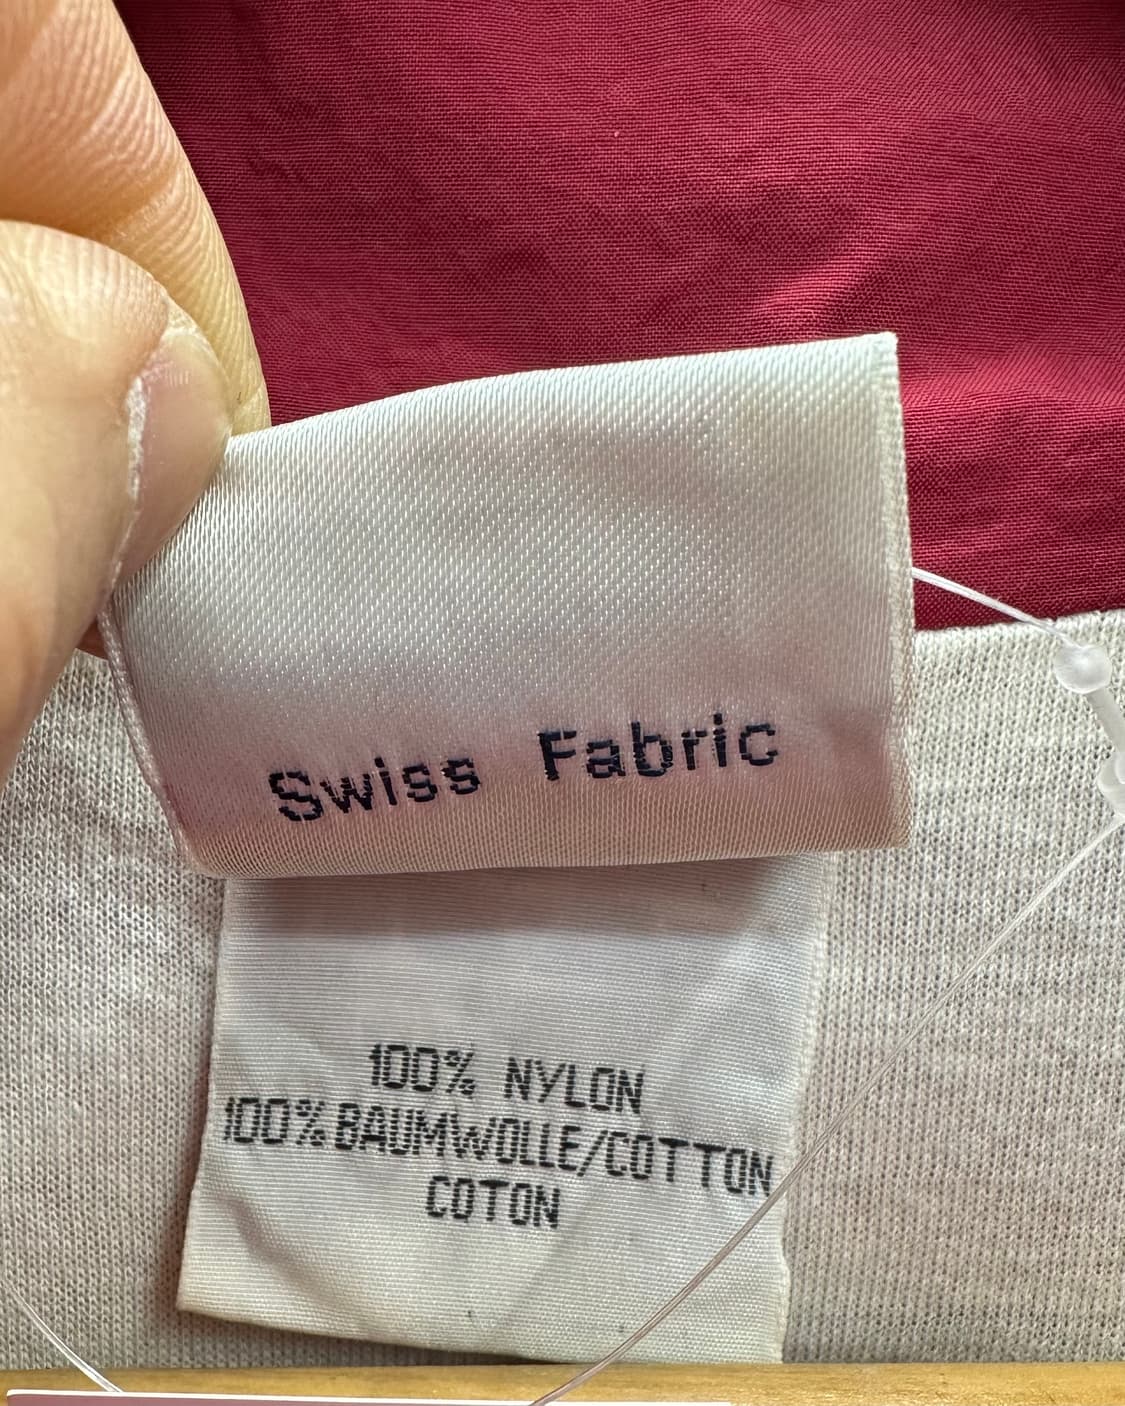 Swiss Fabric
100% NYLON
100% BAUMWOLLE/COTTON
COTON